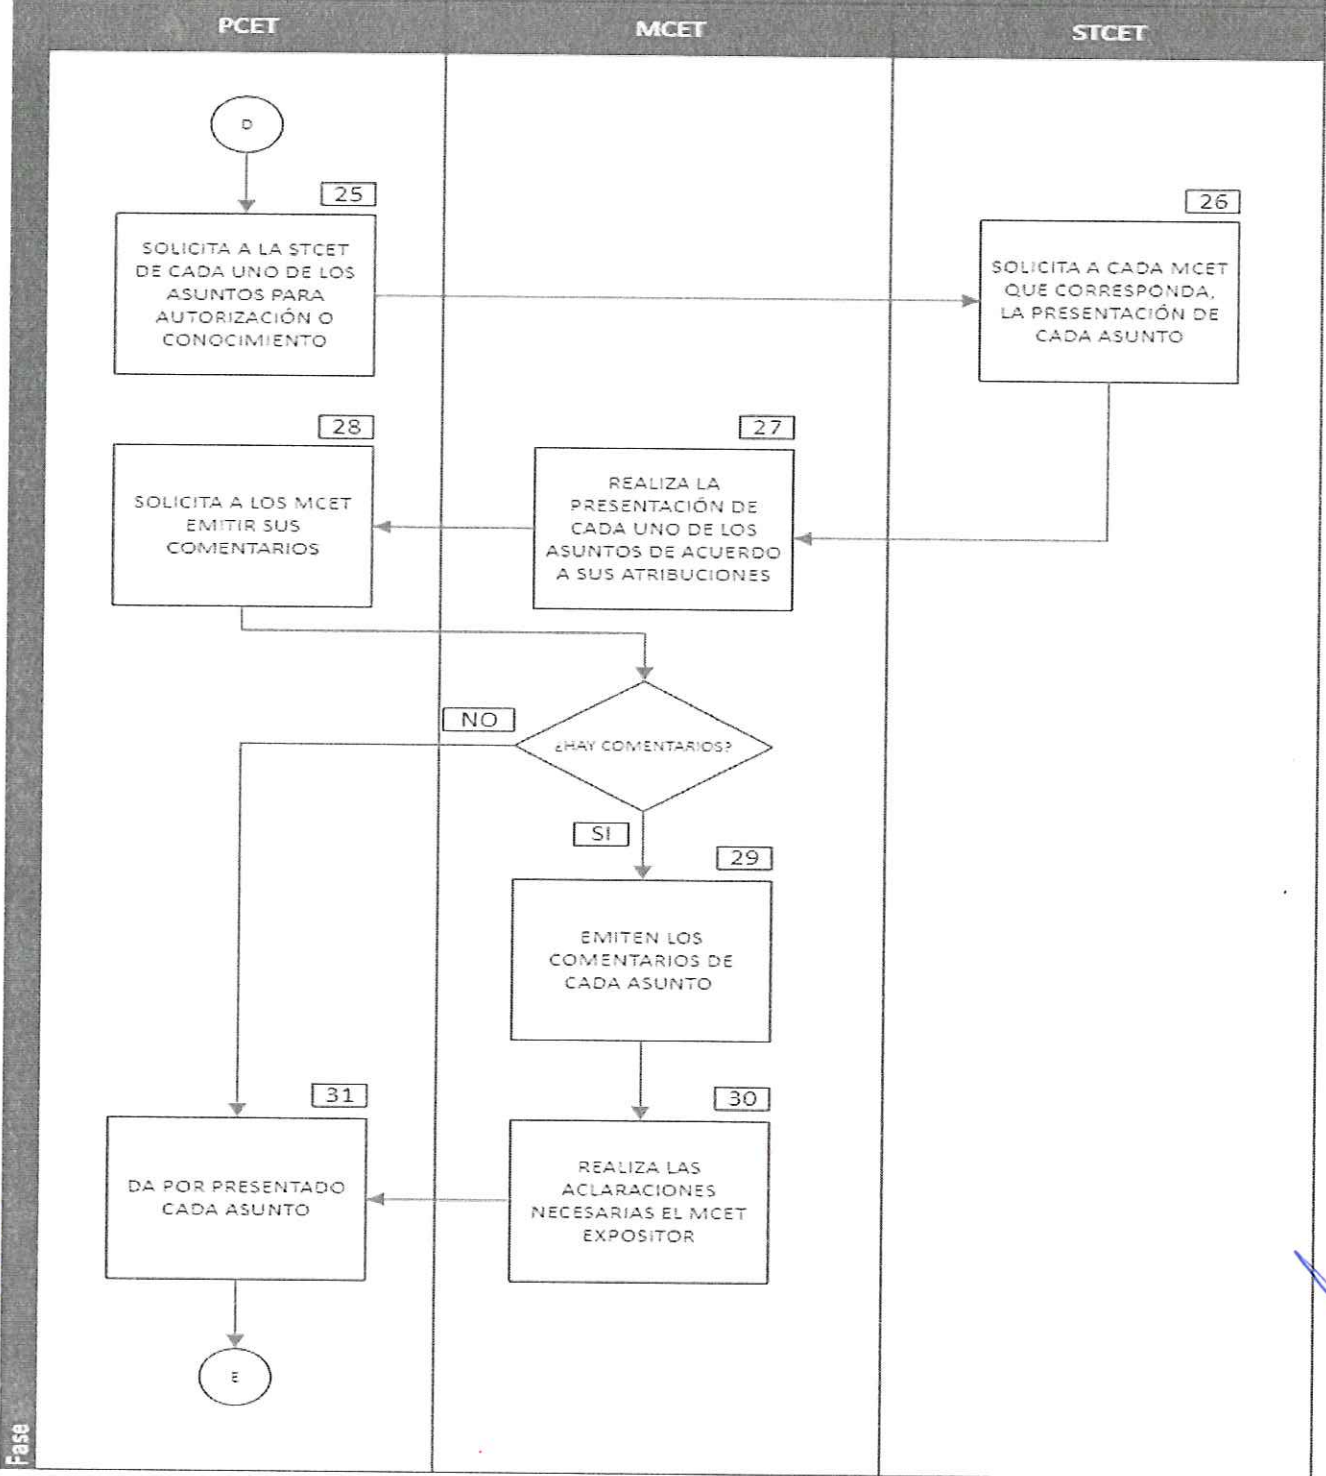 PCET
MCET
STCET
D
25
SOLICITA A LA STCET
DE CADA UNO DE LOS
ASUNTOS PARA
AUTORIZACIÓN O
CONOCIMIENTO
26
SOLICITA A CADA MCET
QUE CORRESPONDA,
LA PRESENTACIÓN DE
CADA ASUNTO
27
REALIZA LA
PRESENTACIÓN DE
CADA UNO DE LOS
ASUNTOS DE ACUERDO
A SUS ATRIBUCIONES
28
SOLICITA A LOS MCET
EMITIR SUS
COMENTARIOS
¿HAY COMENTARIOS?
NO
SI
29
EMITEN LOS
COMENTARIOS DE
CADA ASUNTO
30
REALIZA LAS
ACLARACIONES
NECESARIAS EL MCET
EXPOSITOR
31
DA POR PRESENTADO
CADA ASUNTO
E
Fase